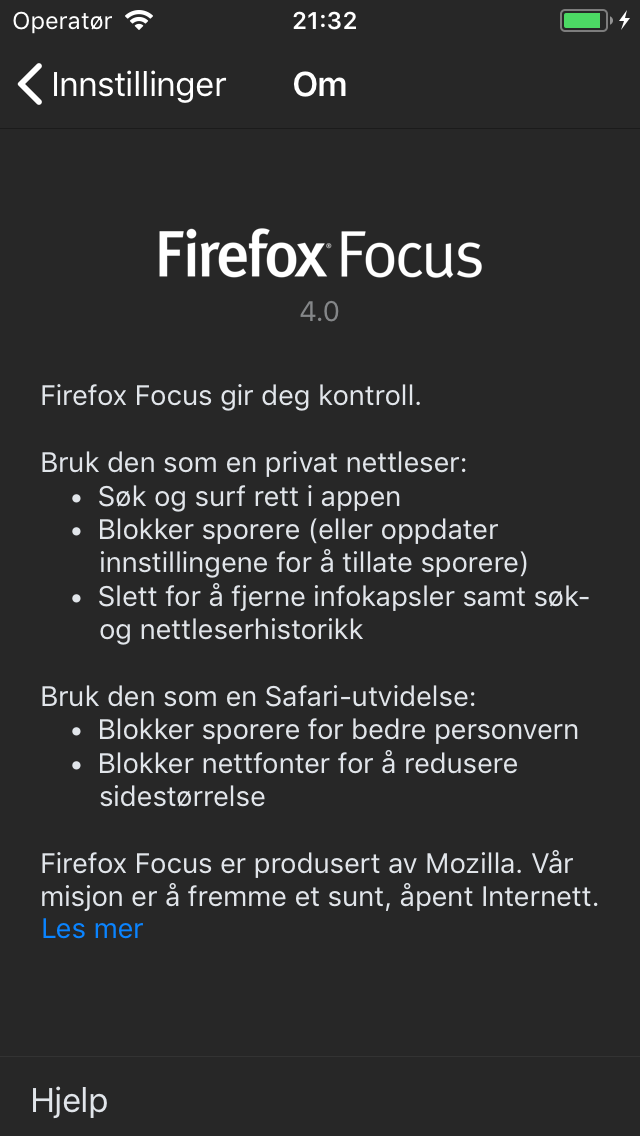 Operatør 21:32
Innstillinger Om
Firefox Focus
4.0
Firefox Focus gir deg kontroll.
Bruk den som en privat nettleser:
• Søk og surf rett i appen
• Blokker sporere (eller oppdater
innstillingene for å tillate sporere)
• Slett for å fjerne infokapsler samt søk-
og nettleserhistorikk
Bruk den som en Safari-utvidelse:
• Blokker sporere for bedre personvern
• Blokker nettfonter for å redusere
sidestørrelse
Firefox Focus er produsert av Mozilla. Vår
misjon er å fremme et sunt, åpent Internett.
Les mer
Hjelp